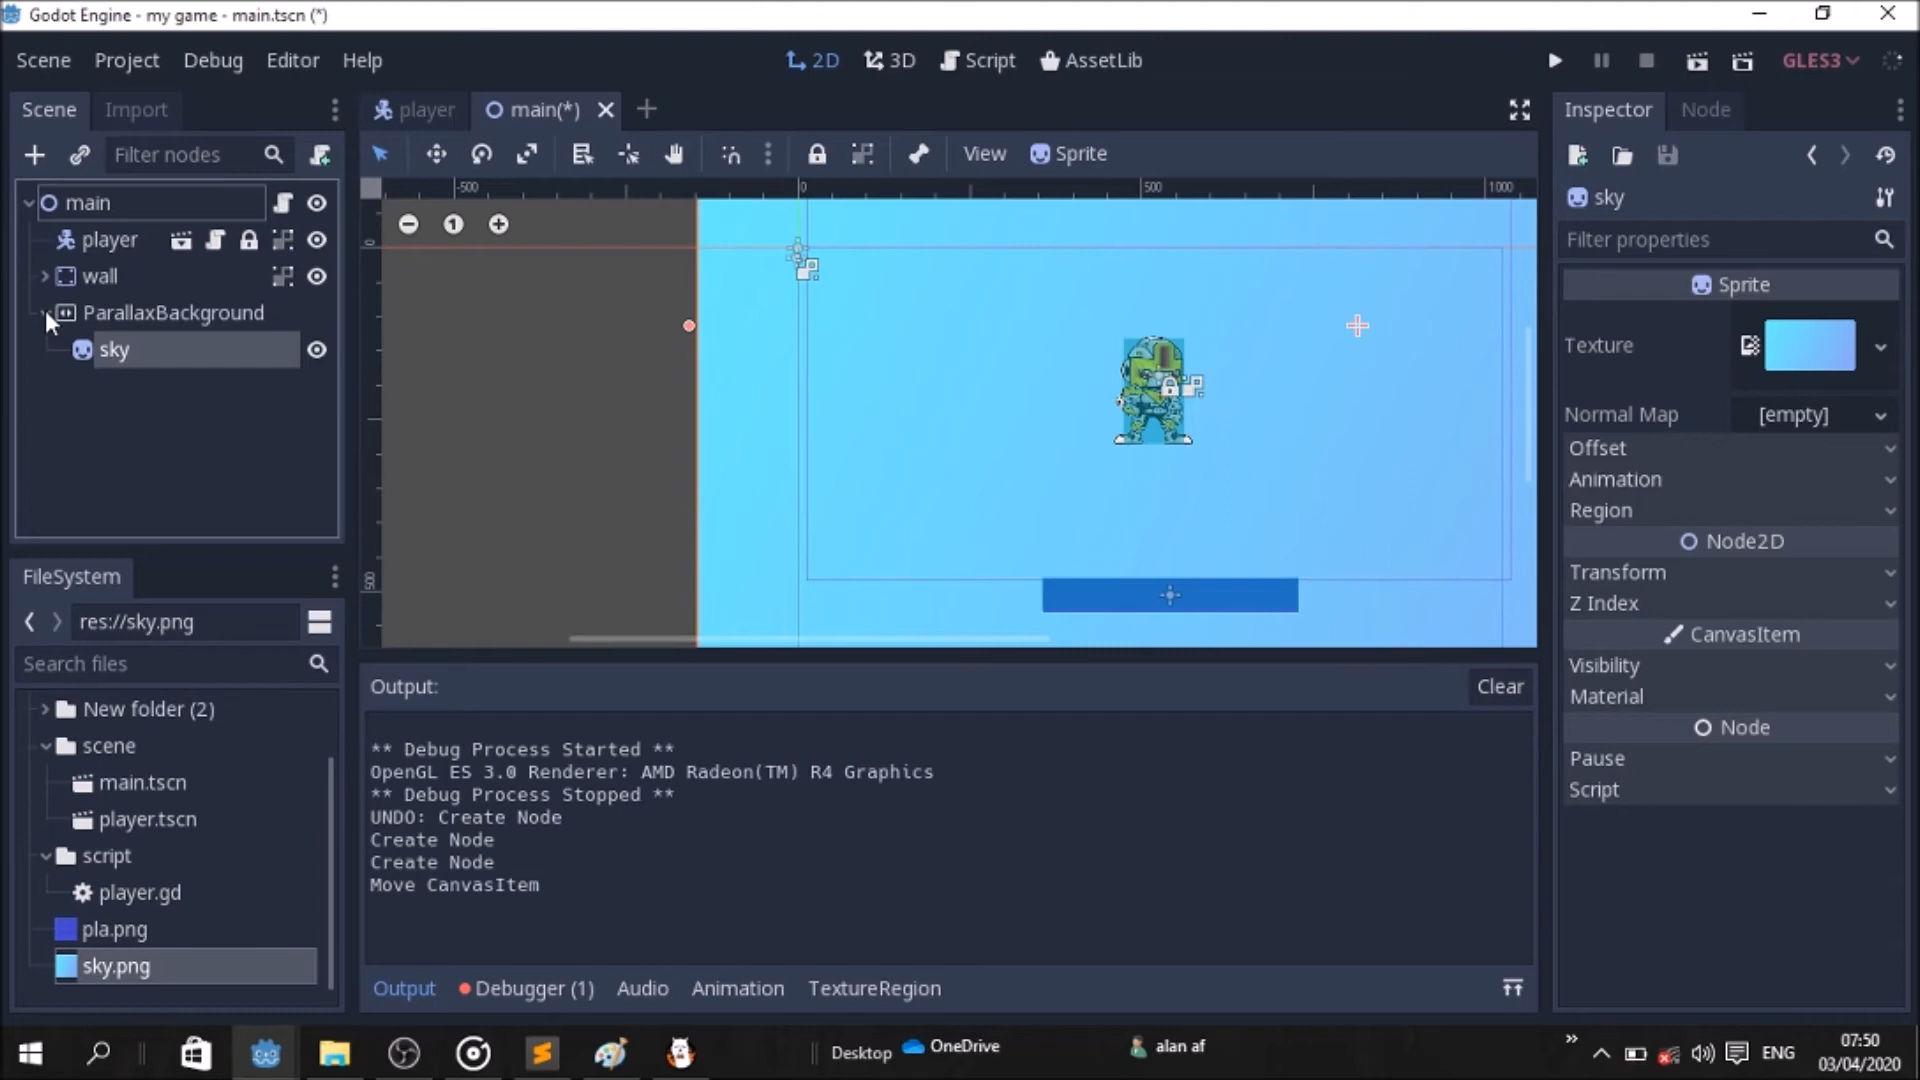 Godot Engine - my game - main.tscn (*)
Scene Project Debug Editor Help
2D 3D Script AssetLib
GLES3
Scene Import
player main(*)
Inspector Node
Filter nodes
View Sprite
-500 0 500 1000
main
sky
player
Filter properties
wall
Sprite
ParallaxBackground
Texture
sky
Normal Map [empty]
Offset
Animation
Region
Node2D
Transform
Z Index
CanvasItem
Visibility
Material
Node
Pause
Script
0
500
1
FileSystem
res://sky.png
Search files
New folder (2)
scene
main.tscn
player.tscn
script
player.gd
pla.png
sky.png
Output:
Clear
** Debug Process Started **
OpenGL ES 3.0 Renderer: AMD Radeon(TM) R4 Graphics
** Debug Process Stopped **
UNDO: Create Node
Create Node
Create Node
Move CanvasItem
Output Debugger (1) Audio Animation TextureRegion
Desktop OneDrive alan af
ENG
07:50
03/04/2020